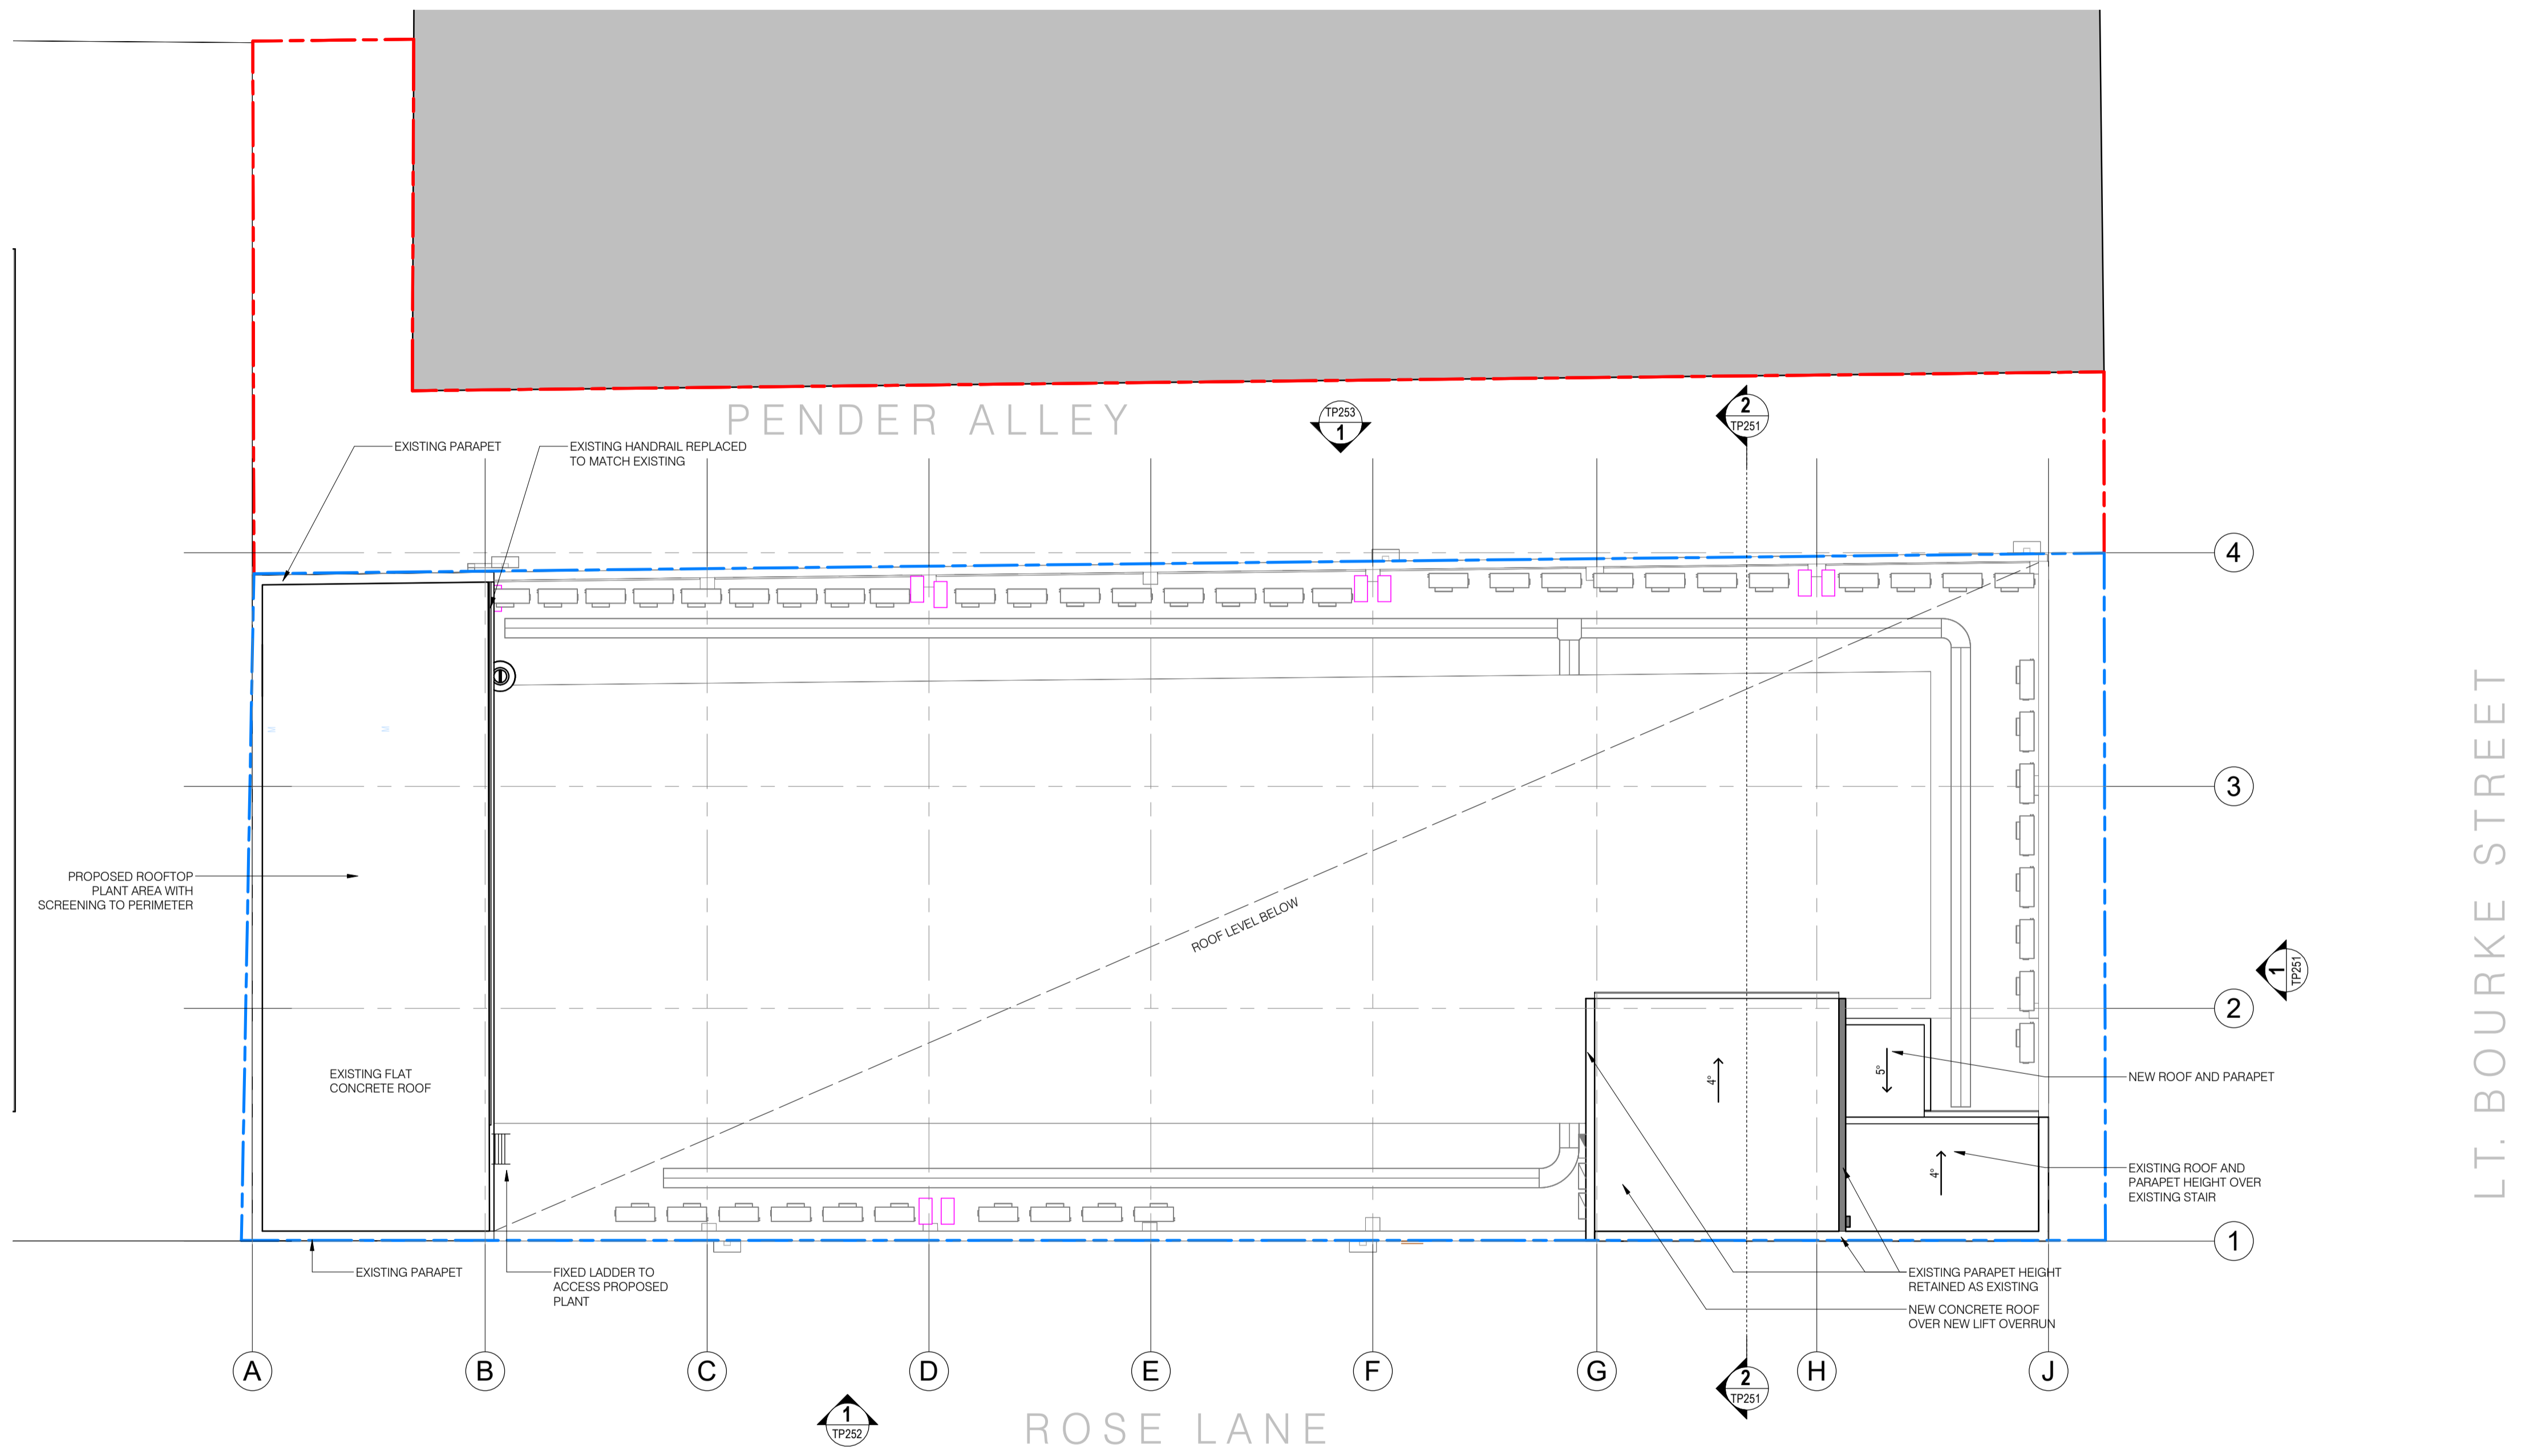 PENDER ALLEY
TP253
1
2
TP251
EXISTING PARAPET
EXISTING HANDRAIL REPLACED
TO MATCH EXISTING
4
3
LT. BOURKE STREET
PROPOSED ROOFTOP
PLANT AREA WITH
SCREENING TO PERIMETER
ROOF LEVEL BELOW
1
TP251
2
EXISTING FLAT
CONCRETE ROOF
4°
5°
NEW ROOF AND PARAPET
4°
EXISTING ROOF AND
PARAPET HEIGHT OVER
EXISTING STAIR
1
EXISTING PARAPET
FIXED LADDER TO
ACCESS PROPOSED
PLANT
EXISTING PARAPET HEIGHT
RETAINED AS EXISTING
NEW CONCRETE ROOF
OVER NEW LIFT OVERRUN
A
B
C
D
E
F
G
H
J
2
TP251
1
TP252
ROSE LANE